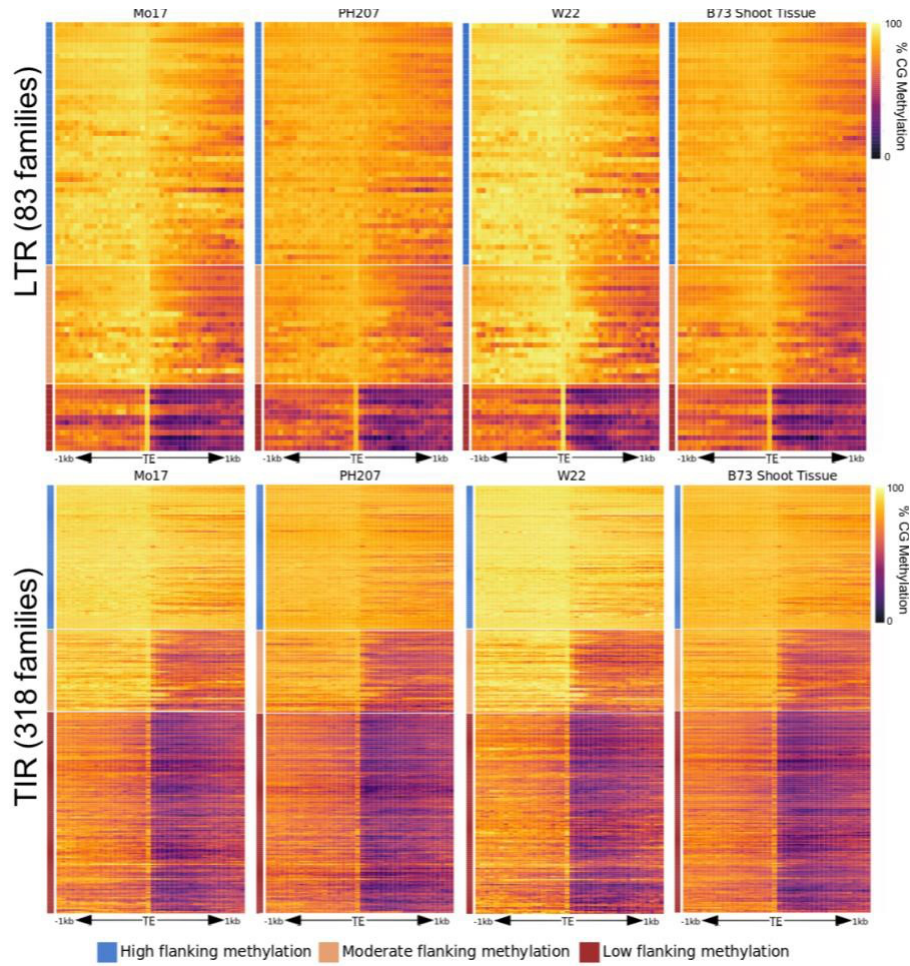 Mo17 PH207 W22 B73 Shoot Tissue
LTR (83 families)
100
% CG Methylation
0
-1kb TE 1kb -1kb TE 1kb -1kb TE 1kb -1kb TE 1kb
Mo17 PH207 W22 B73 Shoot Tissue
TIR (318 families)
100
% CG Methylation
0
-1kb TE 1kb -1kb TE 1kb -1kb TE 1kb -1kb TE 1kb
High flanking methylation Moderate flanking methylation Low flanking methylation